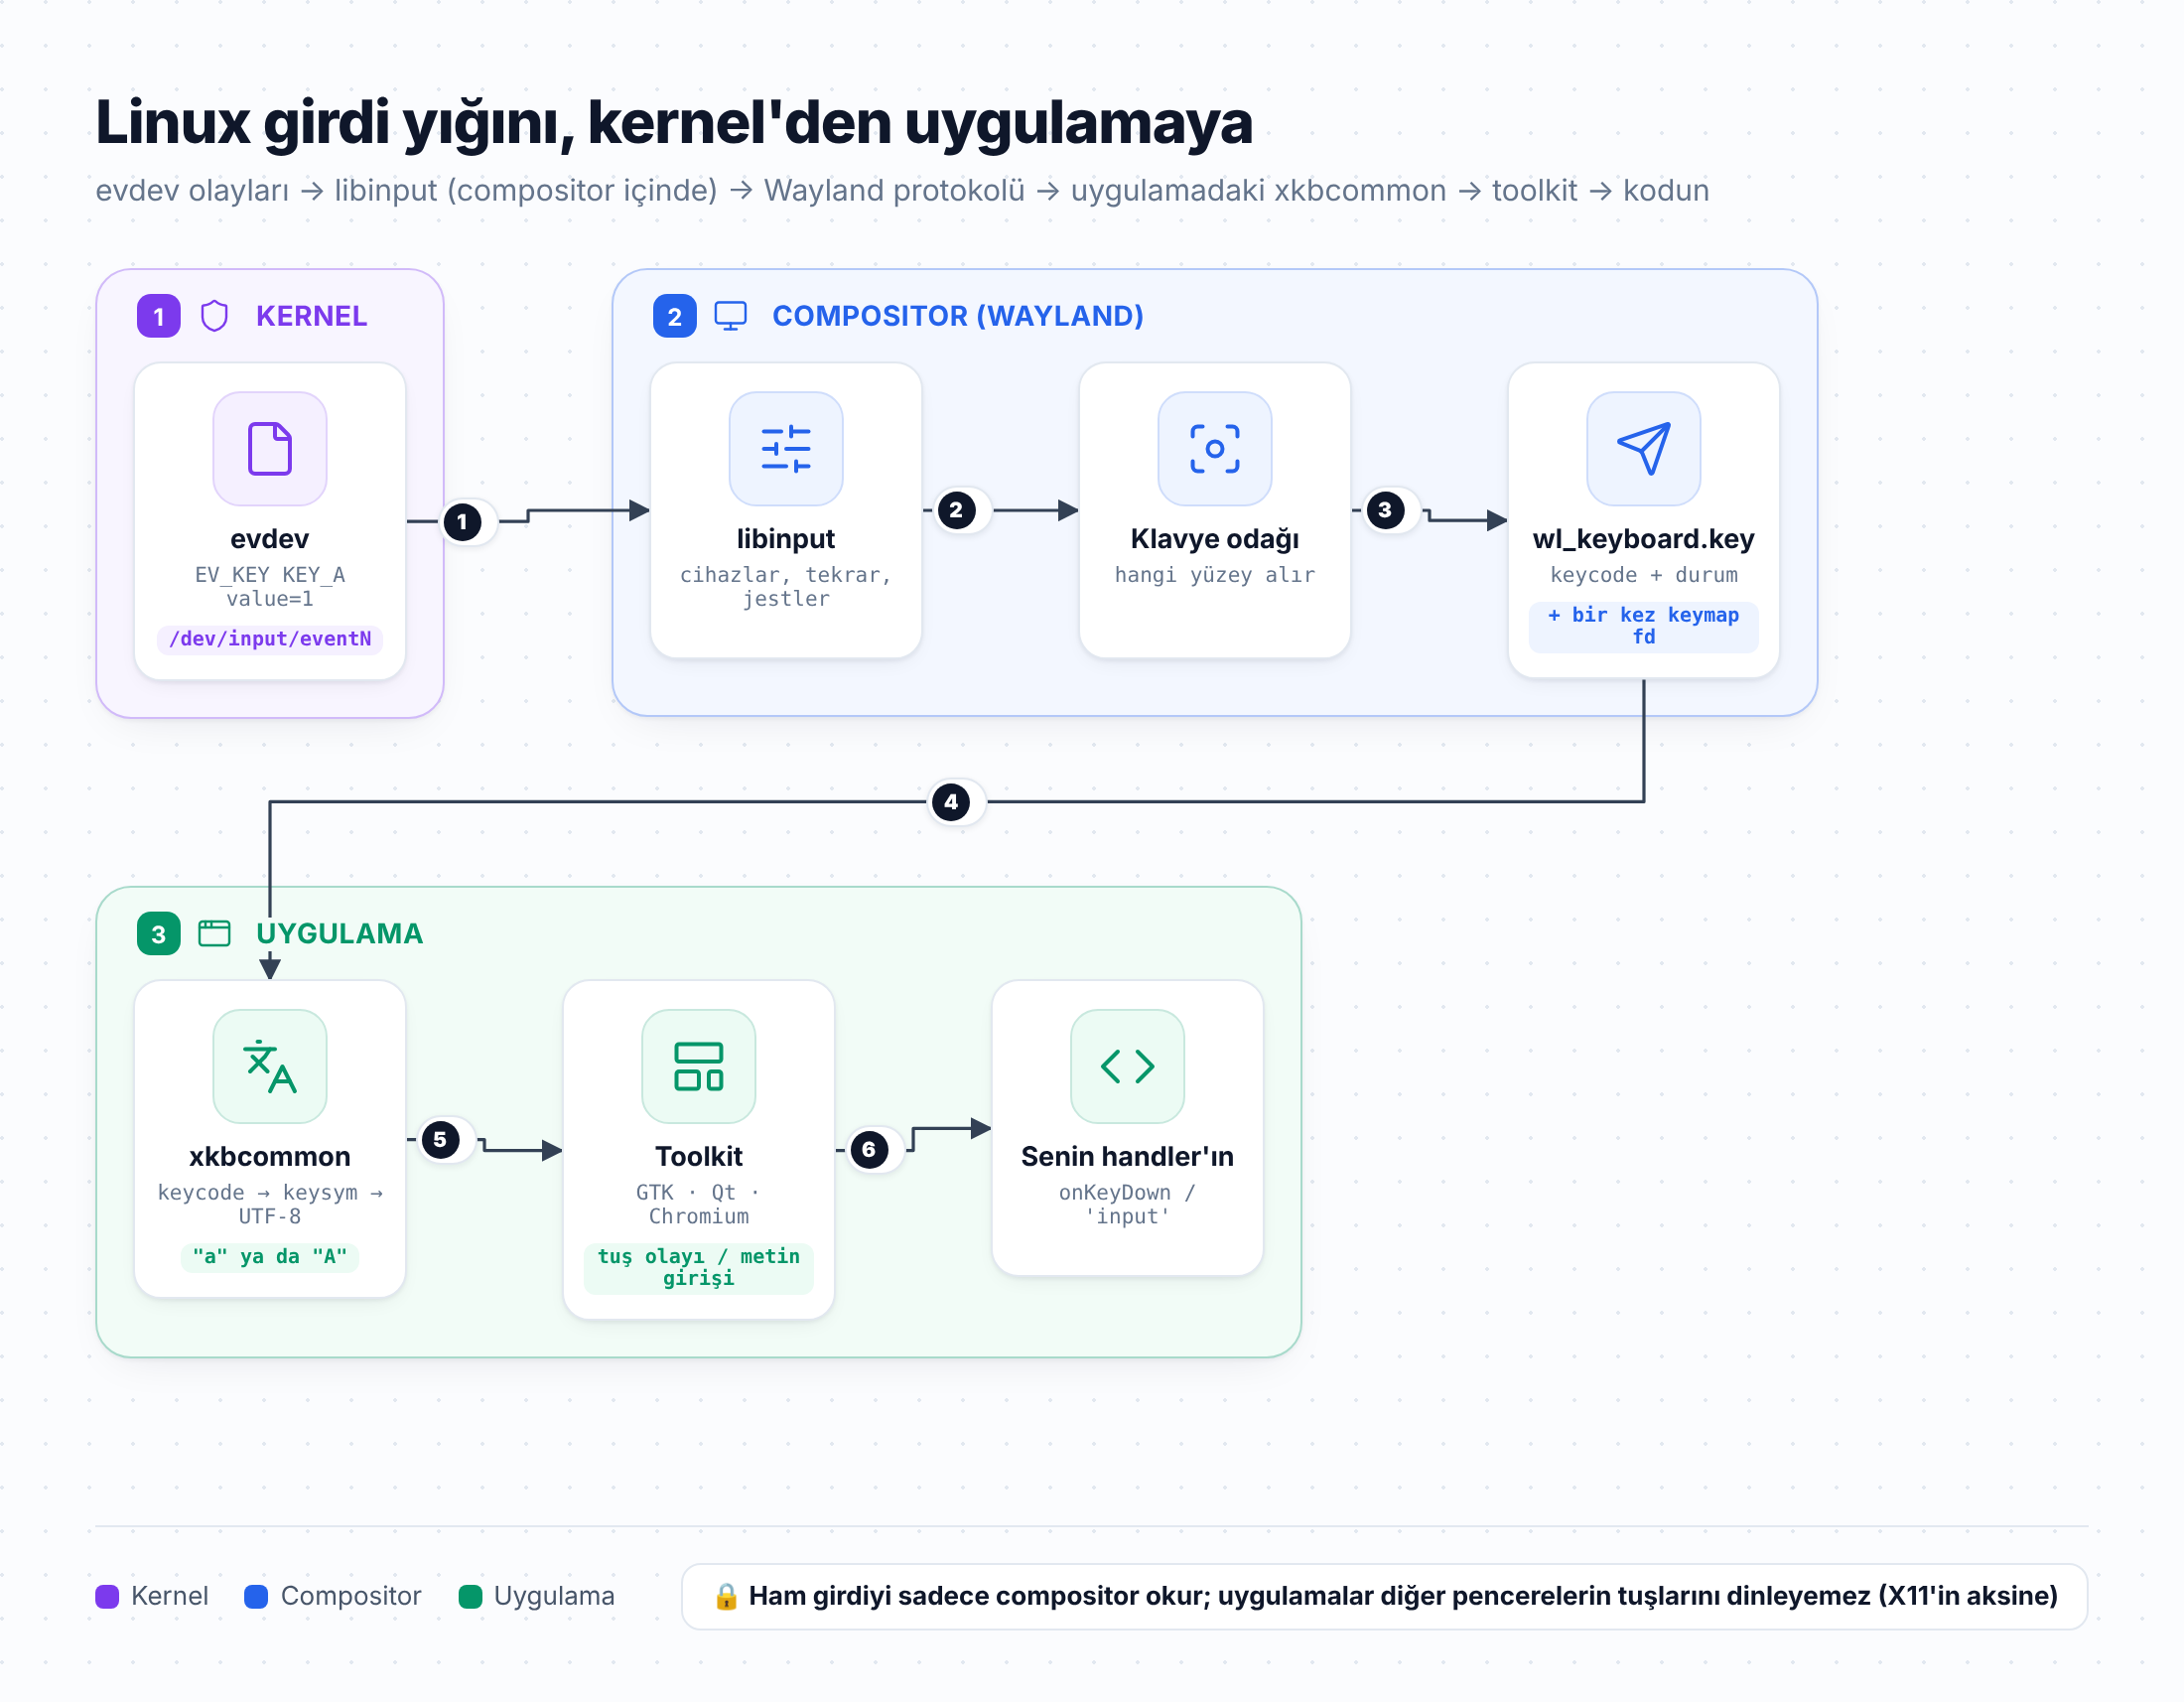 Linux girdi yığını, kernel'den uygulamaya
evdev olayları → libinput (compositor içinde) → Wayland protokolü → uygulamadaki xkbcommon → toolkit → kodun
1 KERNEL
evdev
EV_KEY KEY_A
value=1
/dev/input/eventN
1
2 COMPOSITOR (WAYLAND)
libinput
cihazlar, tekrar,
jestler
2
Klavye odağı
hangi yüzey alır
3
wl_keyboard.key
keycode + durum
+ bir kez keymap
fd
4
3 UYGULAMA
xkbcommon
keycode → keysym →
UTF-8
"a" ya da "A"
5
Toolkit
GTK · Qt ·
Chromium
tuş olayı / metin
girişi
6
Senin handler'ın
onKeyDown /
'input'
Kernel
Compositor
Uygulama
🔒 Ham girdiyi sadece compositor okur; uygulamalar diğer pencerelerin tuşlarını dinleyemez (X11'in aksine)